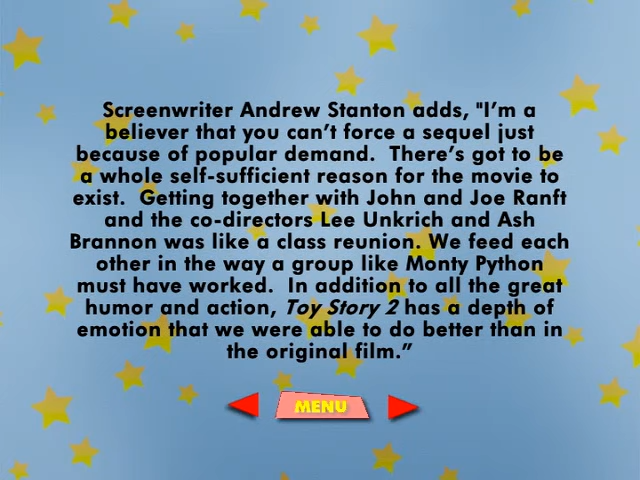 Screenwriter Andrew Stanton adds, "I’m a
believer that you can’t force a sequel just
because of popular demand.  There’s got to be
a whole self-sufficient reason for the movie to
exist.  Getting together with John and Joe Ranft
and the co-directors Lee Unkrich and Ash
Brannon was like a class reunion. We feed each
other in the way a group like Monty Python
must have worked.  In addition to all the great
humor and action, Toy Story 2 has a depth of
emotion that we were able to do better than in
the original film.”
MENU